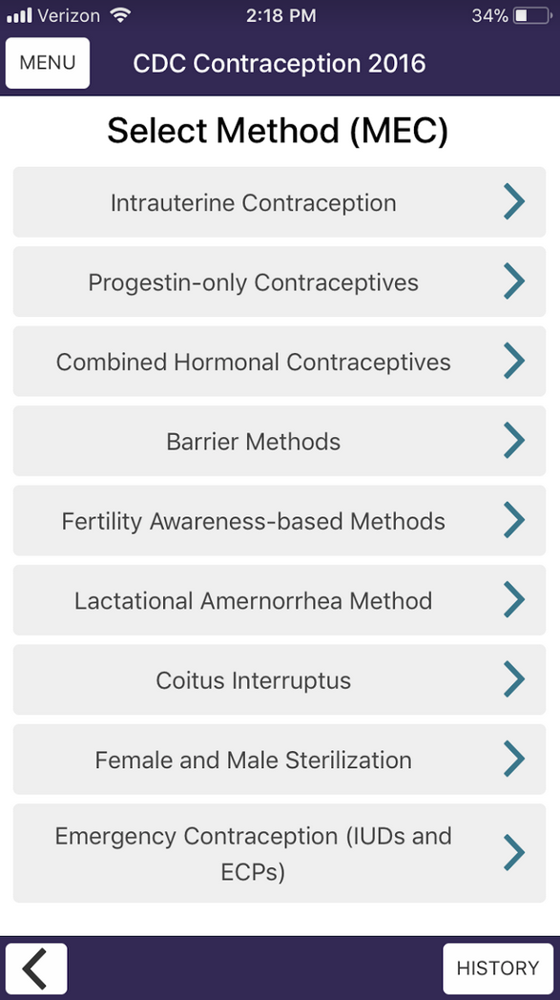 Verizon 2:18 PM 34%
MENU CDC Contraception 2016
Select Method (MEC)
Intrauterine Contraception
Progestin-only Contraceptives
Combined Hormonal Contraceptives
Barrier Methods
Fertility Awareness-based Methods
Lactational Amernorrhea Method
Coitus Interruptus
Female and Male Sterilization
Emergency Contraception (IUDs and
ECPs)
HISTORY